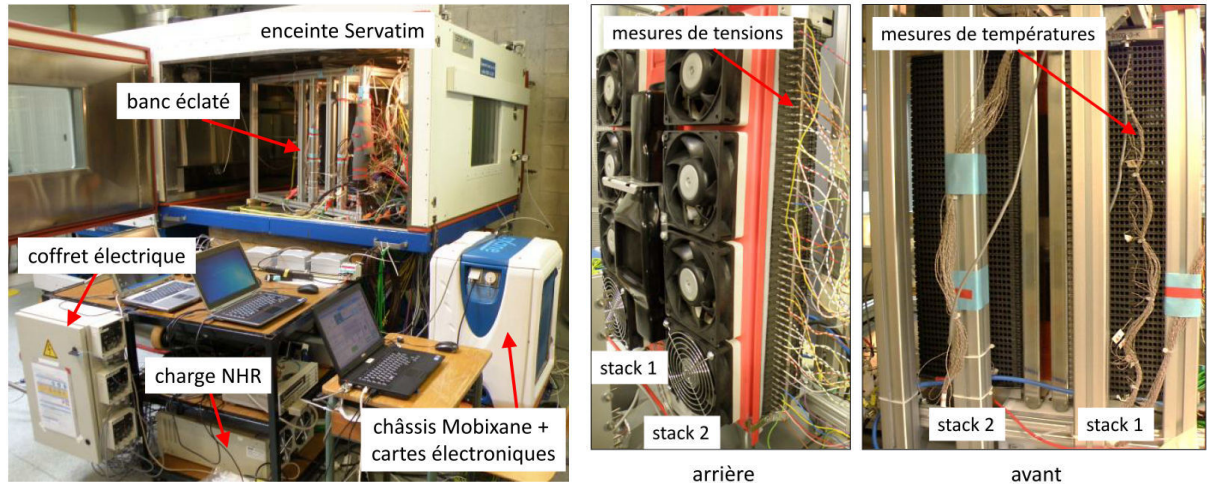 enceinte Servatim
banc éclaté
coffret électrique
charge NHR
châssis Mobixane +
cartes électroniques
mesures de tensions
stack 1
stack 2
arrière
mesures de températures
stack 2
stack 1
avant